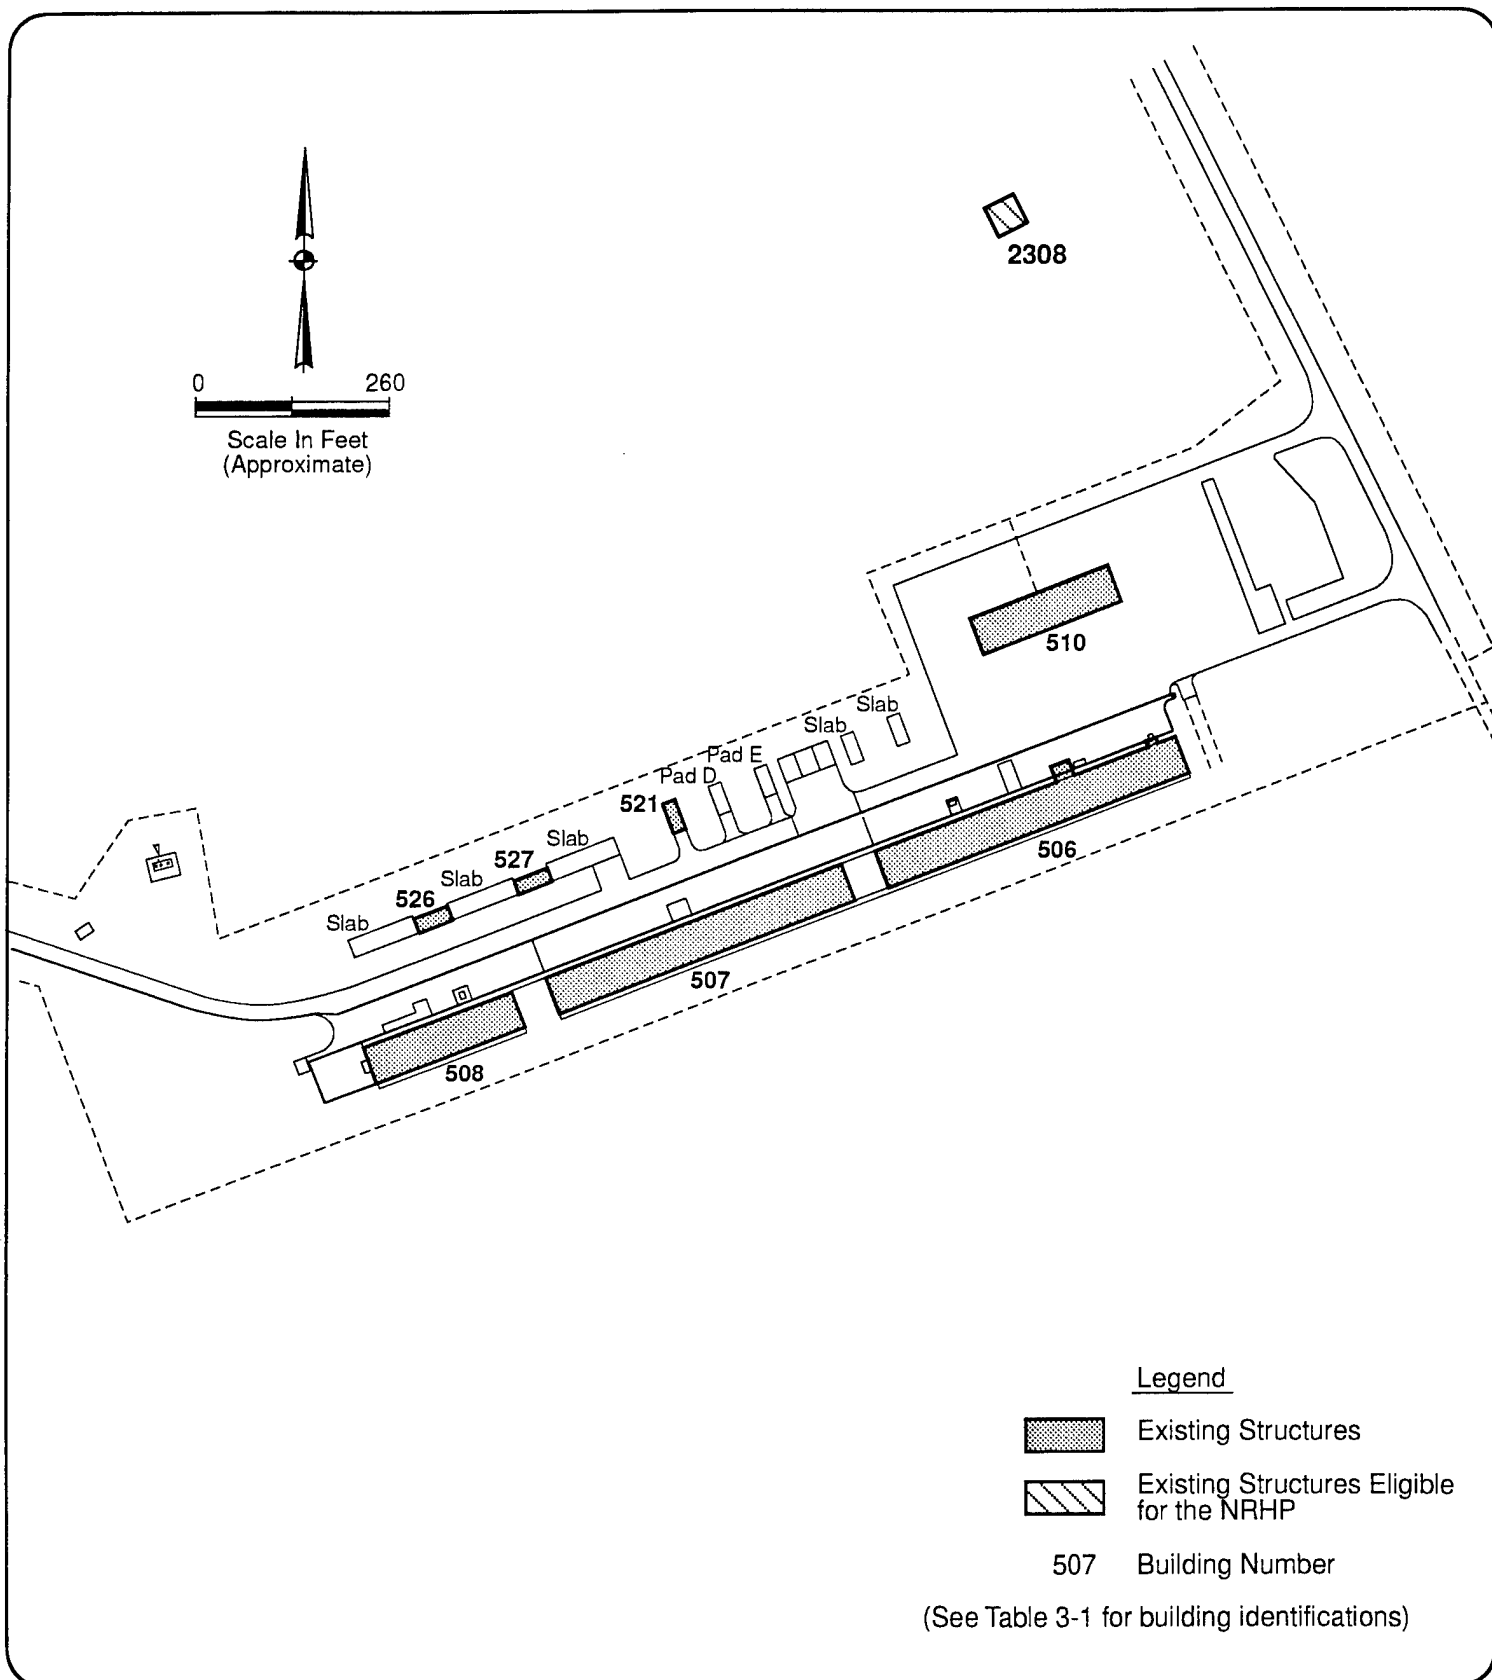 2308
0 260
Scale In Feet
(Approximate)
510
Slab
Slab
Pad E
Pad D
521
506
Slab
527
Slab
526
Slab
507
508
Legend
Existing Structures
Existing Structures Eligible
for the NRHP
507 Building Number
(See Table 3-1 for building identifications)